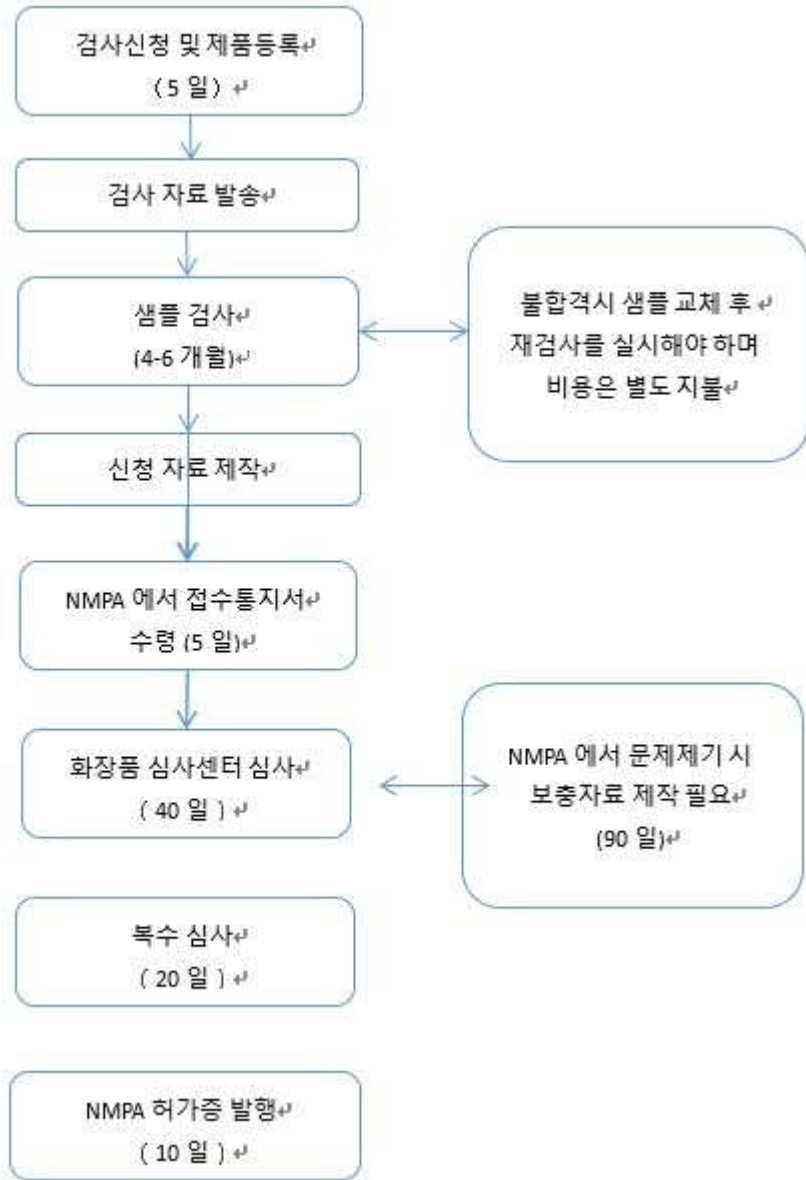 검사신청 및 제품등록↵
(5 일) ↵
검사 자료 발송↵
샘플 검사↵
(4-6 개월)↵
불합격시 샘플 교체 후 ↵
재검사를 실시해야 하며
비용은 별도 지불↵
신청 자료 제작↵
NMPA 에서 접수통지서↵
수령 (5 일)↵
화장품 심사센터 심사↵
( 40 일 ) ↵
NMPA 에서 문제제기 시
보충자료 제작 필요↵
(90 일)↵
복수 심사↵
( 20 일 ) ↵
NMPA 허가증 발행↵
( 10 일 ) ↵